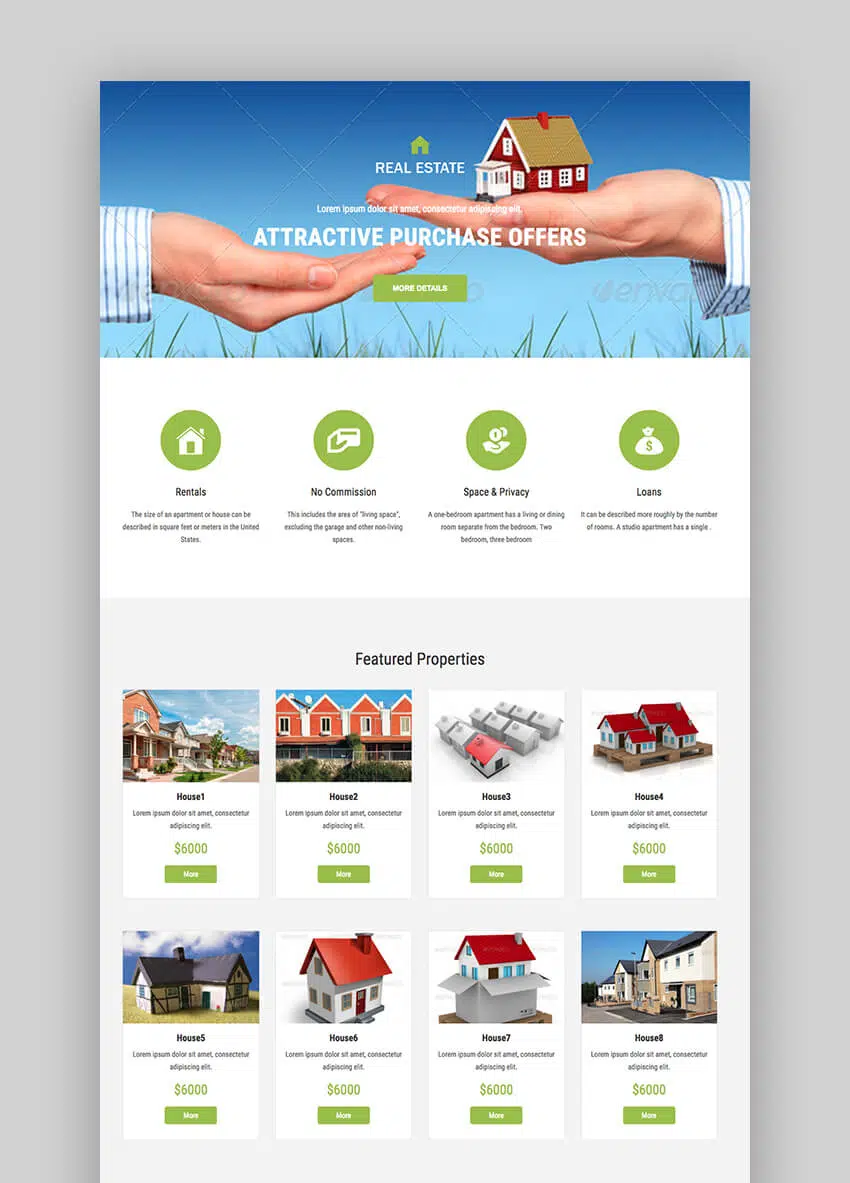 REAL ESTATE
Lorem ipsum dolor sit amet, consectetur adipiscing elit.
ATTRACTIVE PURCHASE OFFERS
MORE DETAILS
envato
Rentals
The size of an apartment or house can be
described in square feet or meters in the United
States.
No Commission
This includes the area of "living space",
excluding the garage and other non-living
spaces.
Space & Privacy
A one-bedroom apartment has a living or dining
room separate from the bedroom. Two
bedroom, three bedroom
Loans
It can be described more roughly by the number
of rooms. A studio apartment has a single .
Featured Properties
House1
Lorem ipsum dolor sit amet, consectetur
adipiscing elit.
$6000
More
House2
Lorem ipsum dolor sit amet, consectetur
adipiscing elit.
$6000
More
House3
Lorem ipsum dolor sit amet, consectetur
adipiscing elit.
$6000
More
House4
Lorem ipsum dolor sit amet, consectetur
adipiscing elit.
$6000
More
House5
Lorem ipsum dolor sit amet, consectetur
adipiscing elit.
$6000
More
House6
Lorem ipsum dolor sit amet, consectetur
adipiscing elit.
$6000
More
House7
Lorem ipsum dolor sit amet, consectetur
adipiscing elit.
$6000
More
House8
Lorem ipsum dolor sit amet, consectetur
adipiscing elit.
$6000
More